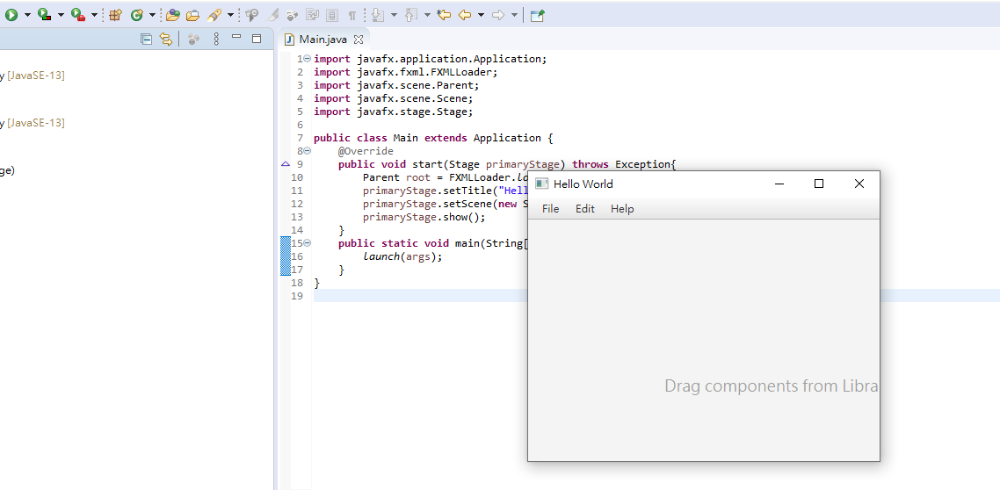 Main.java
y [JavaSE-13]
y [JavaSE-13]
ge)
1 import javafx.application.Application;
2 import javafx.fxml.FXMLLoader;
3 import javafx.scene.Parent;
4 import javafx.scene.Scene;
5 import javafx.stage.Stage;
6
7 public class Main extends Application {
8 @Override
9 public void start(Stage primaryStage) throws Exception{
10 Parent root = FXMLLoader.lo
11 primaryStage.setTitle("Hell
12 primaryStage.setScene(new S
13 primaryStage.show();
14 }
15 public static void main(String[
16 launch(args);
17 }
18 }
19
Hello World
File Edit Help
Drag components from Libra